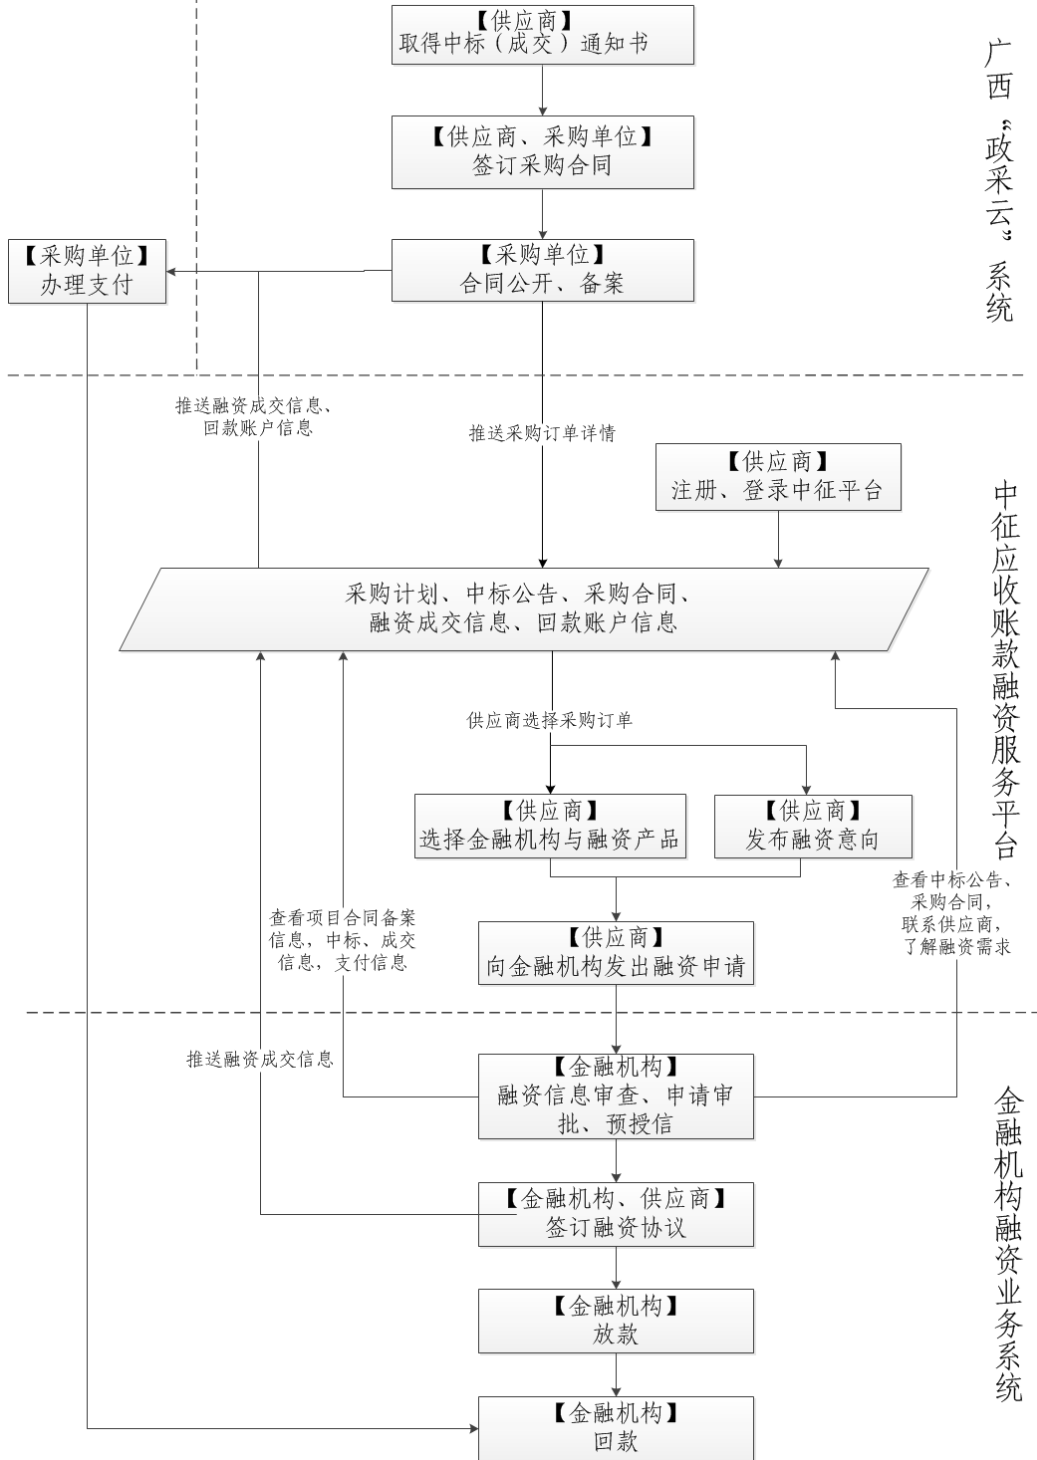 【供应商】
取得中标（成交）通知书
广西“政采云”系统
【供应商、采购单位】
签订采购合同
【采购单位】
办理支付
【采购单位】
合同公开、备案
推送融资成交信息、
回款账户信息
推送采购订单详情
【供应商】
注册、登录中征平台
中征应收账款融资服务平台
采购计划、中标公告、采购合同、
融资成交信息、回款账户信息
供应商选择采购订单
【供应商】
选择金融机构与融资产品
【供应商】
发布融资意向
查看中标公告、
采购合同，
联系供应商，
了解融资需求
查看项目合同备案
信息，中标、成交
信息，支付信息
【供应商】
向金融机构发出融资申请
推送融资成交信息
【金融机构】
融资信息审查、申请审
批、预授信
金融机构融资业务系统
【金融机构、供应商】
签订融资协议
【金融机构】
放款
【金融机构】
回款